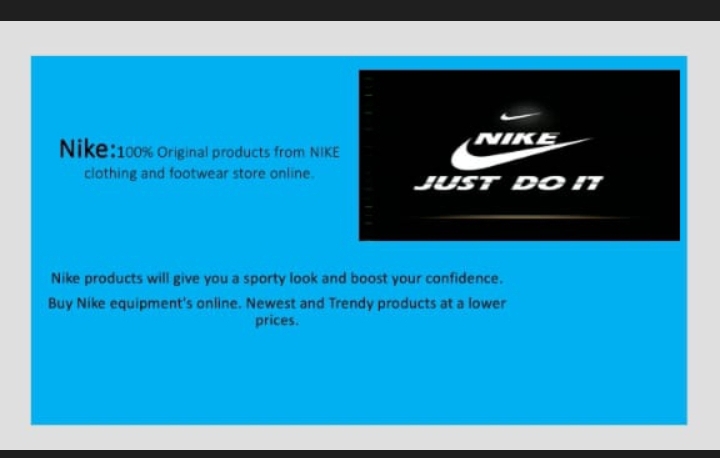 Nike:100% Original products from NIKE
clothing and footwear store online.
NIKE
JUST DO IT
Nike products will give you a sporty look and boost your confidence.
Buy Nike equipment's online. Newest and Trendy products at a lower
prices.